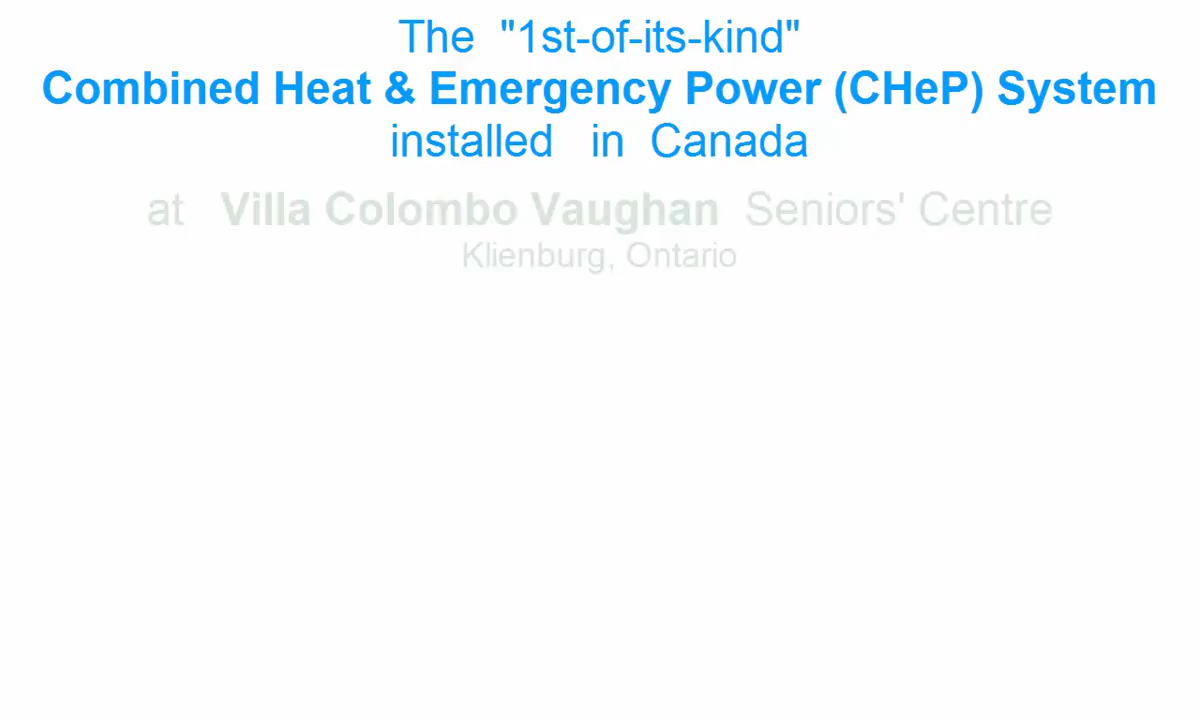 The "1st-of-its-kind"
Combined Heat & Emergency Power (CHeP) System
installed in Canada
at Villa Colombo Vaughan Seniors' Centre
Klienburg, Ontario